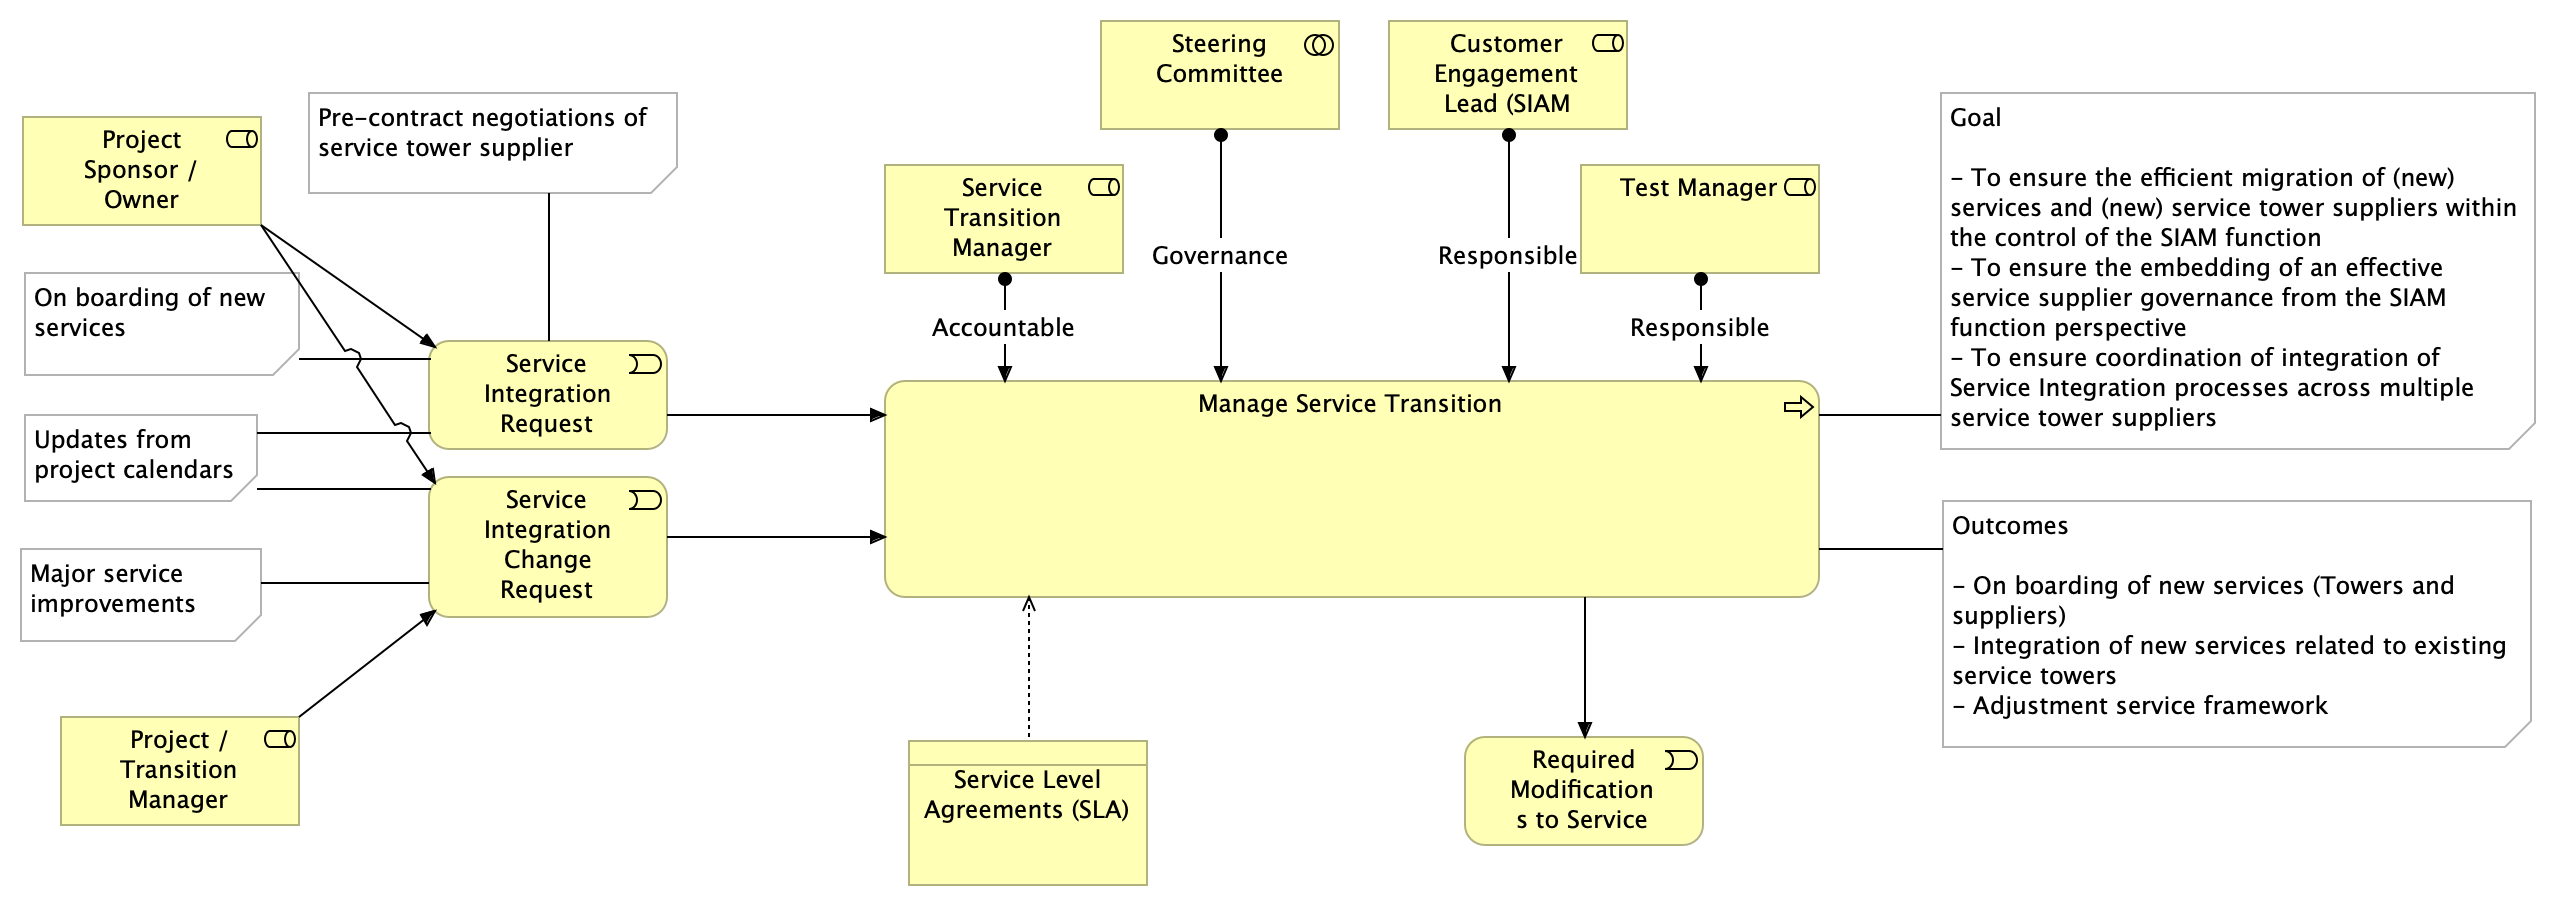 Project
Sponsor /
Owner
Pre-contract negotiations of
service tower supplier
On boarding of new
services
Updates from
project calendars
Major service
improvements
Project /
Transition
Manager
Service
Integration
Request
Service
Integration
Change
Request
Service
Transition
Manager
Steering
Committee
Customer
Engagement
Lead (SIAM
Test Manager
Accountable
Governance
Responsible
Responsible
Manage Service Transition
Service Level
Agreements (SLA)
Required
Modification
s to Service
Goal
- To ensure the efficient migration of (new)
services and (new) service tower suppliers within
the control of the SIAM function
- To ensure the embedding of an effective
service supplier governance from the SIAM
function perspective
- To ensure coordination of integration of
Service Integration processes across multiple
service tower suppliers
Outcomes
- On boarding of new services (Towers and
suppliers)
- Integration of new services related to existing
service towers
- Adjustment service framework